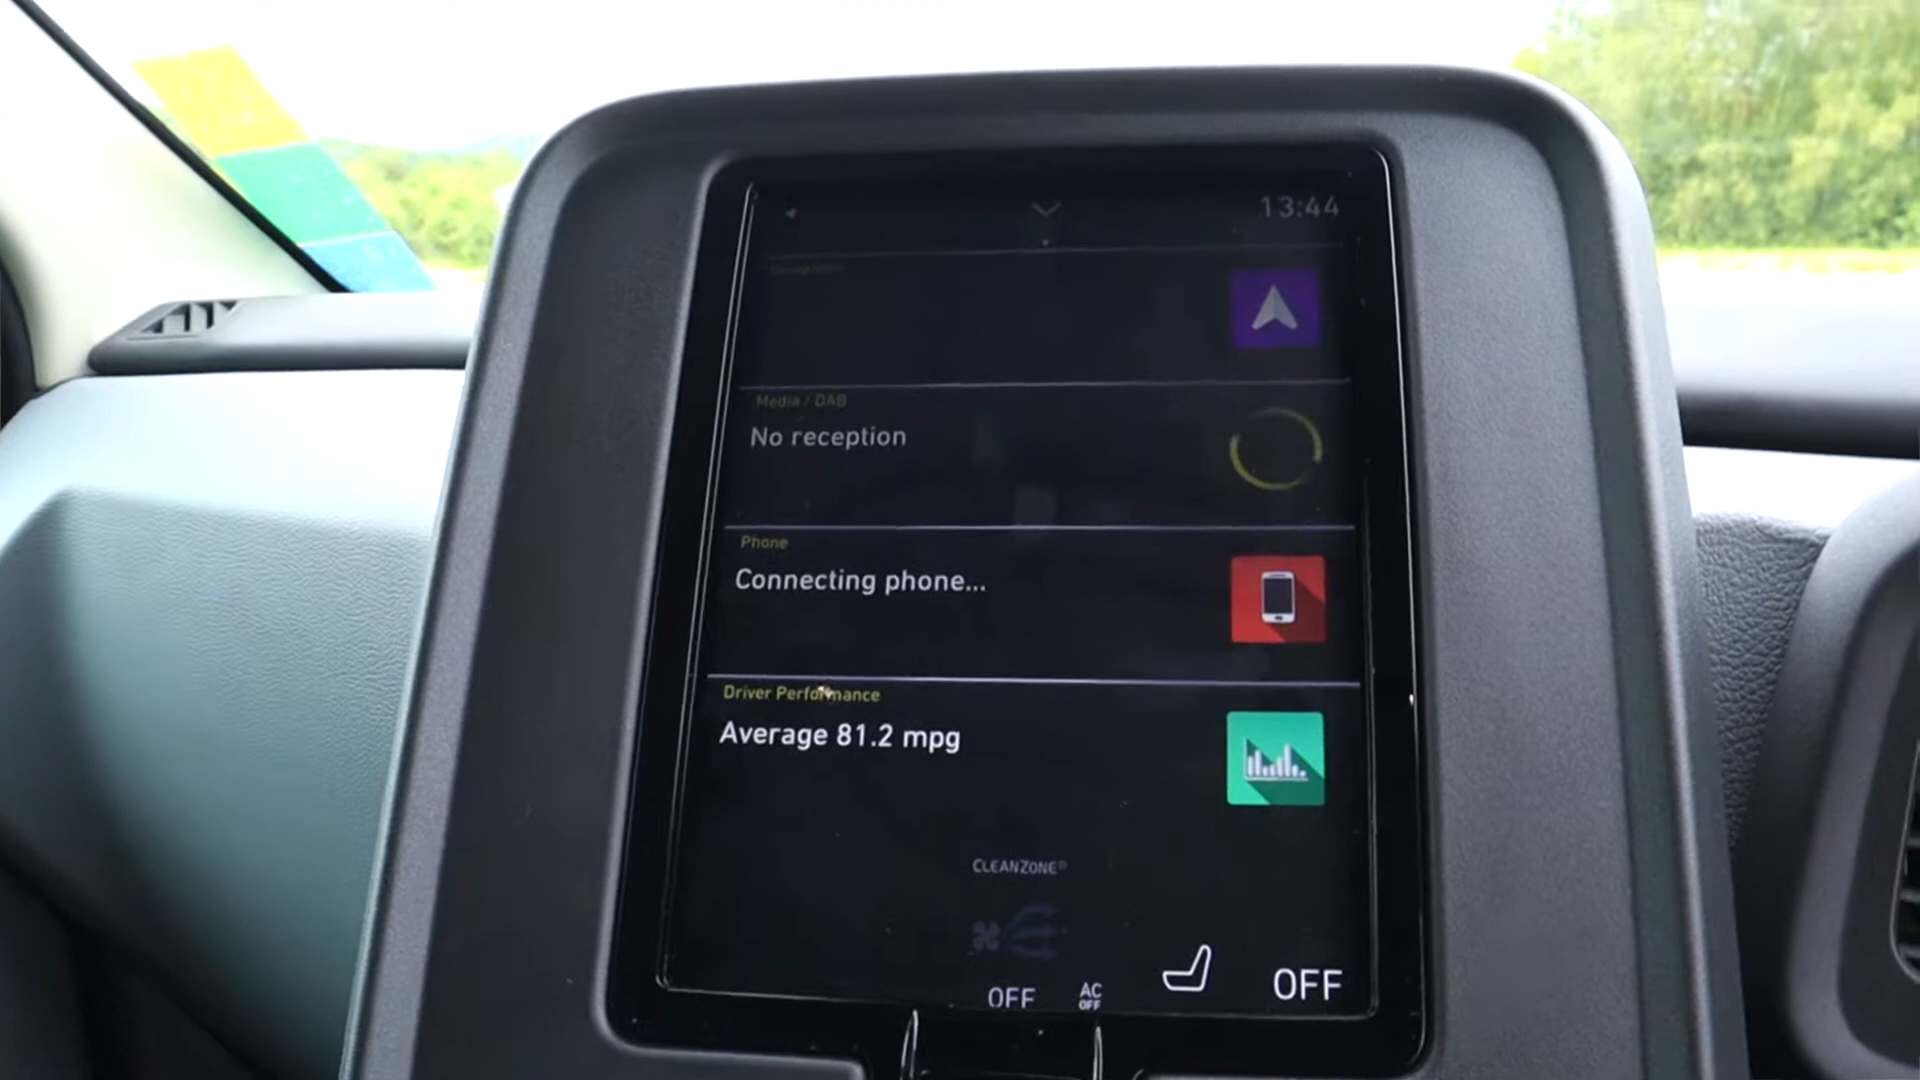 13:44
Media / DAB
No reception
Phone
Connecting phone...
Driver Performance
Average 81.2 mpg
CLEANZONE®
OFF
AC
OFF
OFF